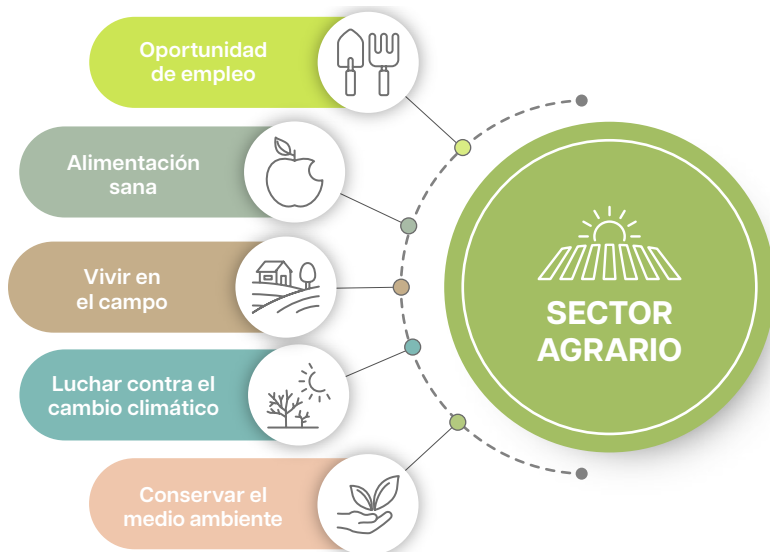 Oportunidad
de empleo
Alimentación
sana
Vivir en
el campo
Luchar contra el
cambio climático
Conservar el
medio ambiente
SECTOR
AGRARIO